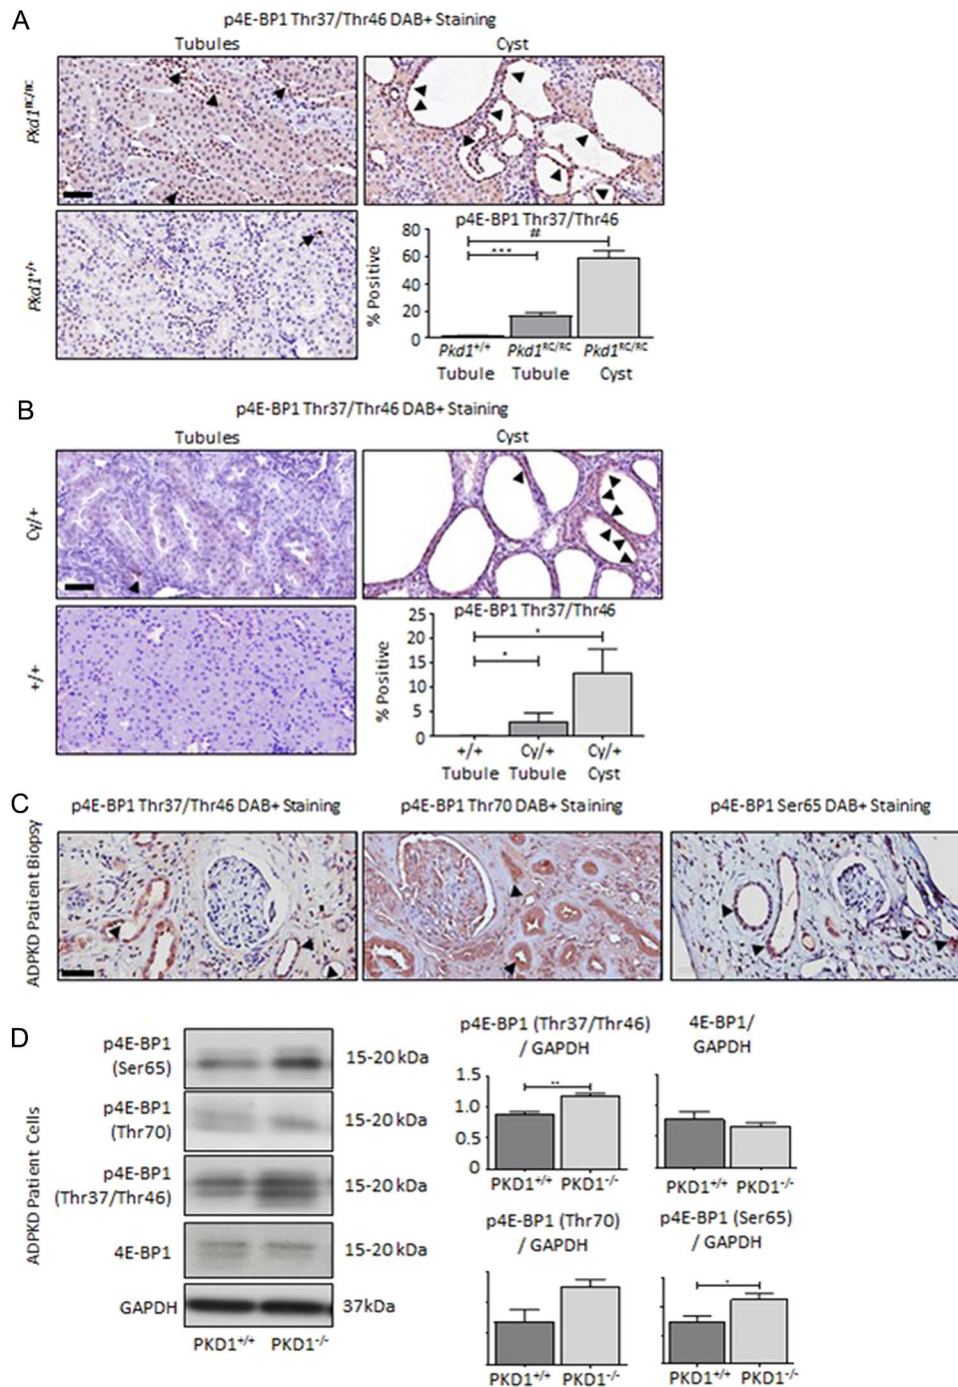 A
p4E-BP1 Thr37/Thr46 DAB+ Staining
Tubules
Cyst
Pkd1RC/RC
Pkd1+/+
p4E-BP1 Thr37/Thr46
% Positive
80
60
40
20
0
#
***
Pkd1+/+ Pkd1RC/RC Pkd1RC/RC
Tubule Tubule Cyst
B
p4E-BP1 Thr37/Thr46 DAB+ Staining
Tubules
Cyst
Cy/+
+/+
p4E-BP1 Thr37/Thr46
% Positive
25
20
15
10
5
0
*
*
+/+ Cy/+ Cy/+
Tubule Tubule Cyst
C
p4E-BP1 Thr37/Thr46 DAB+ Staining
p4E-BP1 Thr70 DAB+ Staining
p4E-BP1 Ser65 DAB+ Staining
ADPKD Patient Biopsy
D
ADPKD Patient Cells
p4E-BP1
(Ser65)
15-20 kDa
p4E-BP1
(Thr70)
15-20 kDa
p4E-BP1
(Thr37/Thr46)
15-20 kDa
4E-BP1
15-20 kDa
GAPDH
37kDa
PKD1+/+ PKD1-/-
p4E-BP1 (Thr37/Thr46)
/ GAPDH
1.5
1.0
0.5
0
**
PKD1+/+ PKD1-/-
4E-BP1/
GAPDH
PKD1+/+ PKD1-/-
p4E-BP1 (Thr70)
/ GAPDH
PKD1+/+ PKD1-/-
p4E-BP1 (Ser65)
/ GAPDH
*
PKD1+/+ PKD1-/-